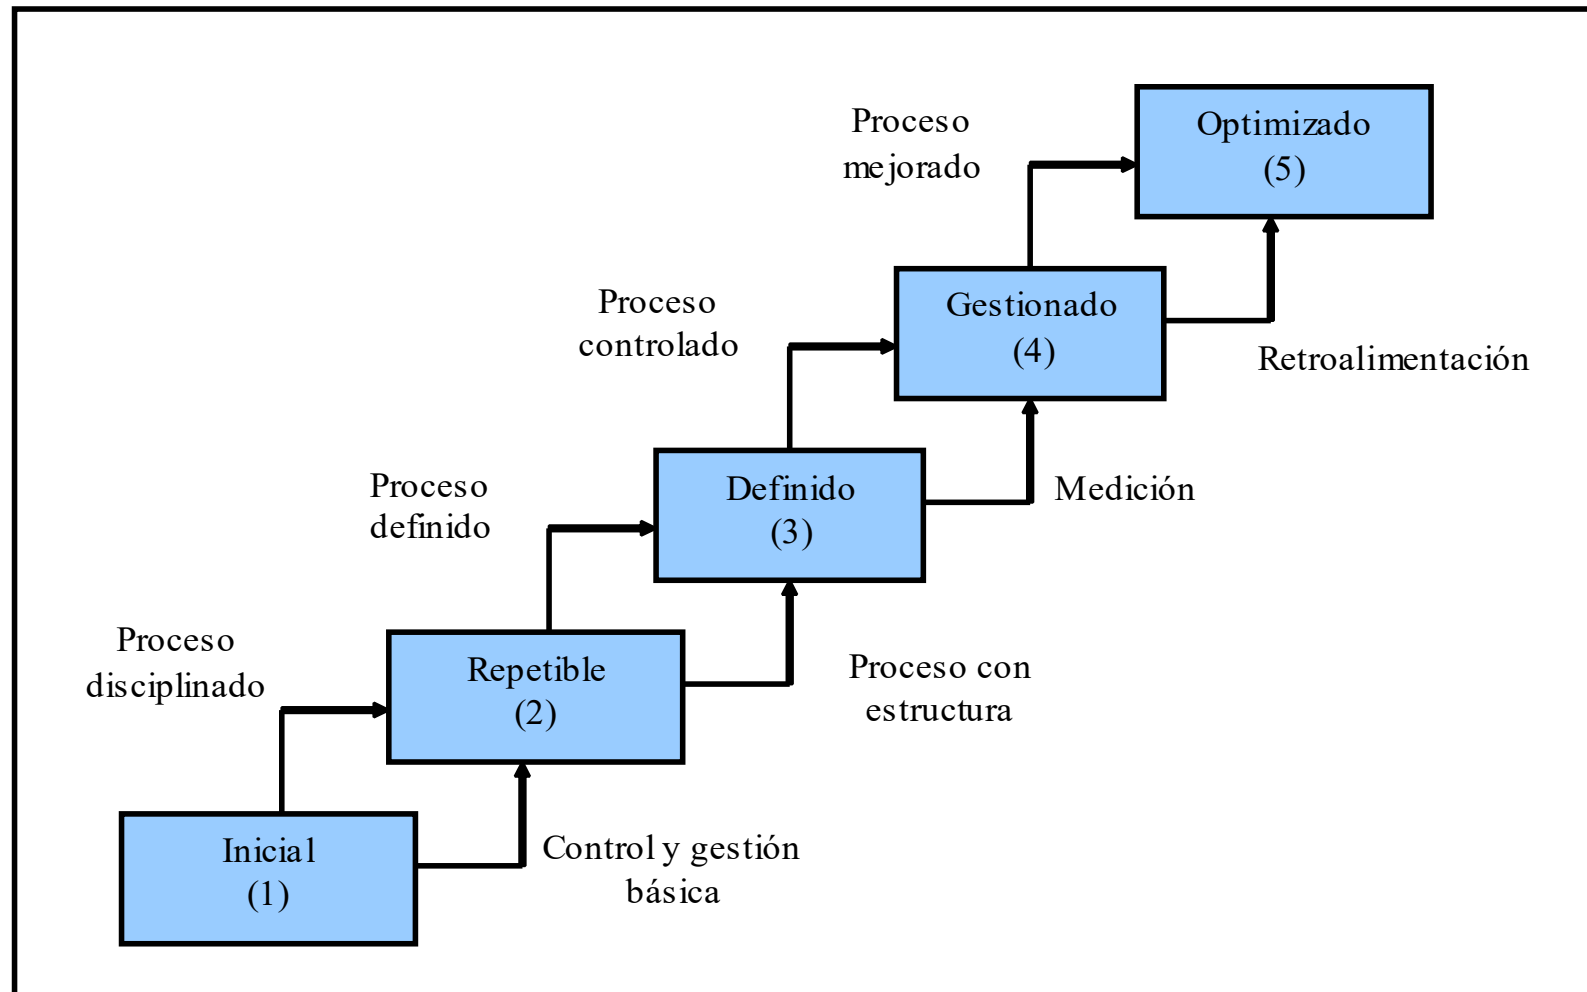 Proceso
mejorado
Optimizado
(5)
Proceso
controlado
Gestionado
(4)
Retroalimentación
Proceso
definido
Definido
(3)
Medición
Proceso
disciplinado
Repetible
(2)
Proceso con
estructura
Inicial
(1)
Control y gestión
básica